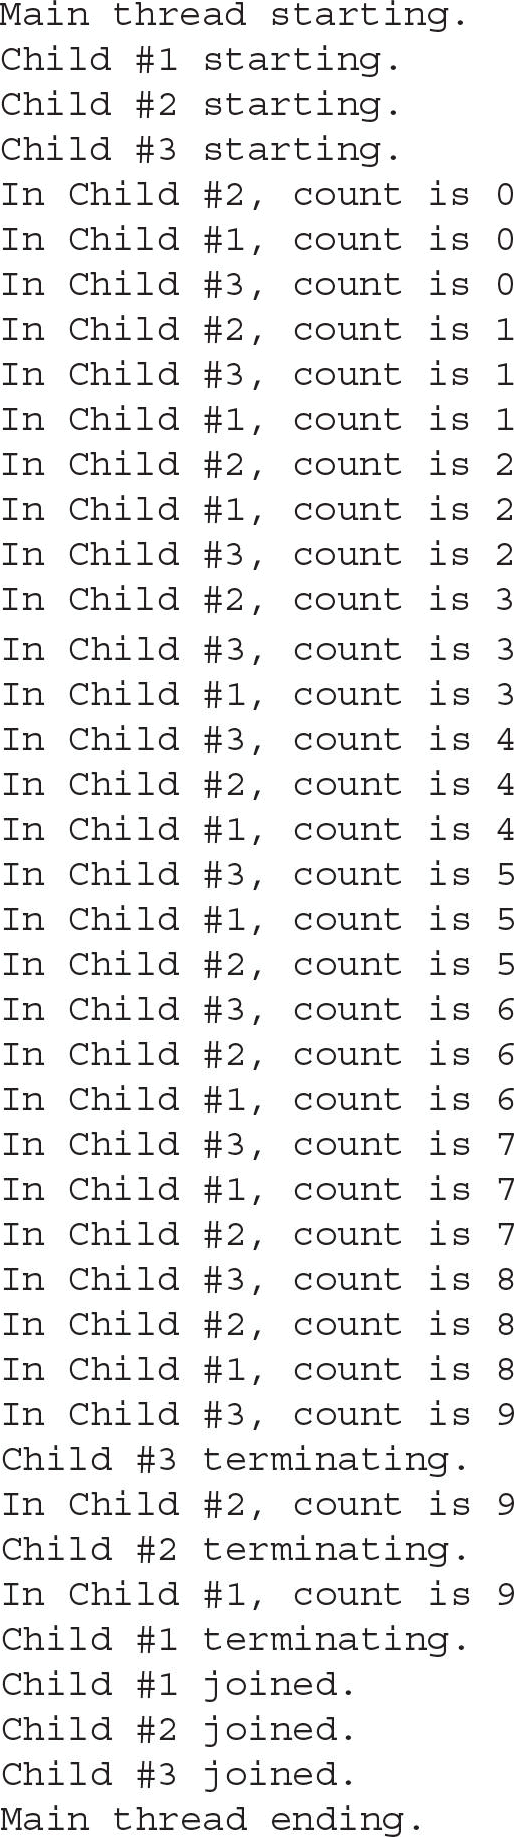 Main thread starting.
Child #1 starting.
Child #2 starting.
Child #3 starting.
In Child #2, count is 0
In Child #1, count is 0
In Child #3, count is 0
In Child #2, count is 1
In Child #3, count is 1
In Child #1, count is 1
In Child #2, count is 2
In Child #1, count is 2
In Child #3, count is 2
In Child #2, count is 3
In Child #3, count is 3
In Child #1, count is 3
In Child #3, count is 4
In Child #2, count is 4
In Child #1, count is 4
In Child #3, count is 5
In Child #1, count is 5
In Child #2, count is 5
In Child #3, count is 6
In Child #2, count is 6
In Child #1, count is 6
In Child #3, count is 7
In Child #1, count is 7
In Child #2, count is 7
In Child #3, count is 8
In Child #2, count is 8
In Child #1, count is 8
In Child #3, count is 9
Child #3 terminating.
In Child #2, count is 9
Child #2 terminating.
In Child #1, count is 9
Child #1 terminating.
Child #1 joined.
Child #2 joined.
Child #3 joined.
Main thread ending.